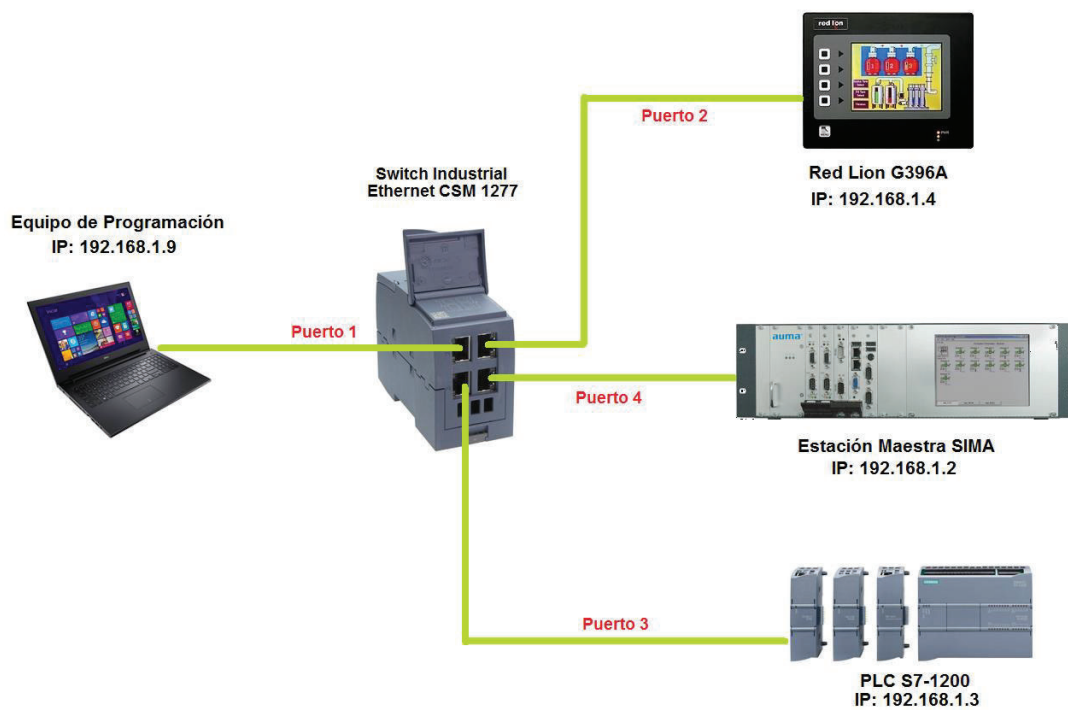 red lion
Puerto 2
Red Lion G396A
IP: 192.168.1.4
Switch Industrial
Ethernet CSM 1277
Equipo de Programación
IP: 192.168.1.9
Puerto 1
auma
Puerto 4
Estación Maestra SIMA
IP: 192.168.1.2
Puerto 3
PLC S7-1200
IP: 192.168.1.3